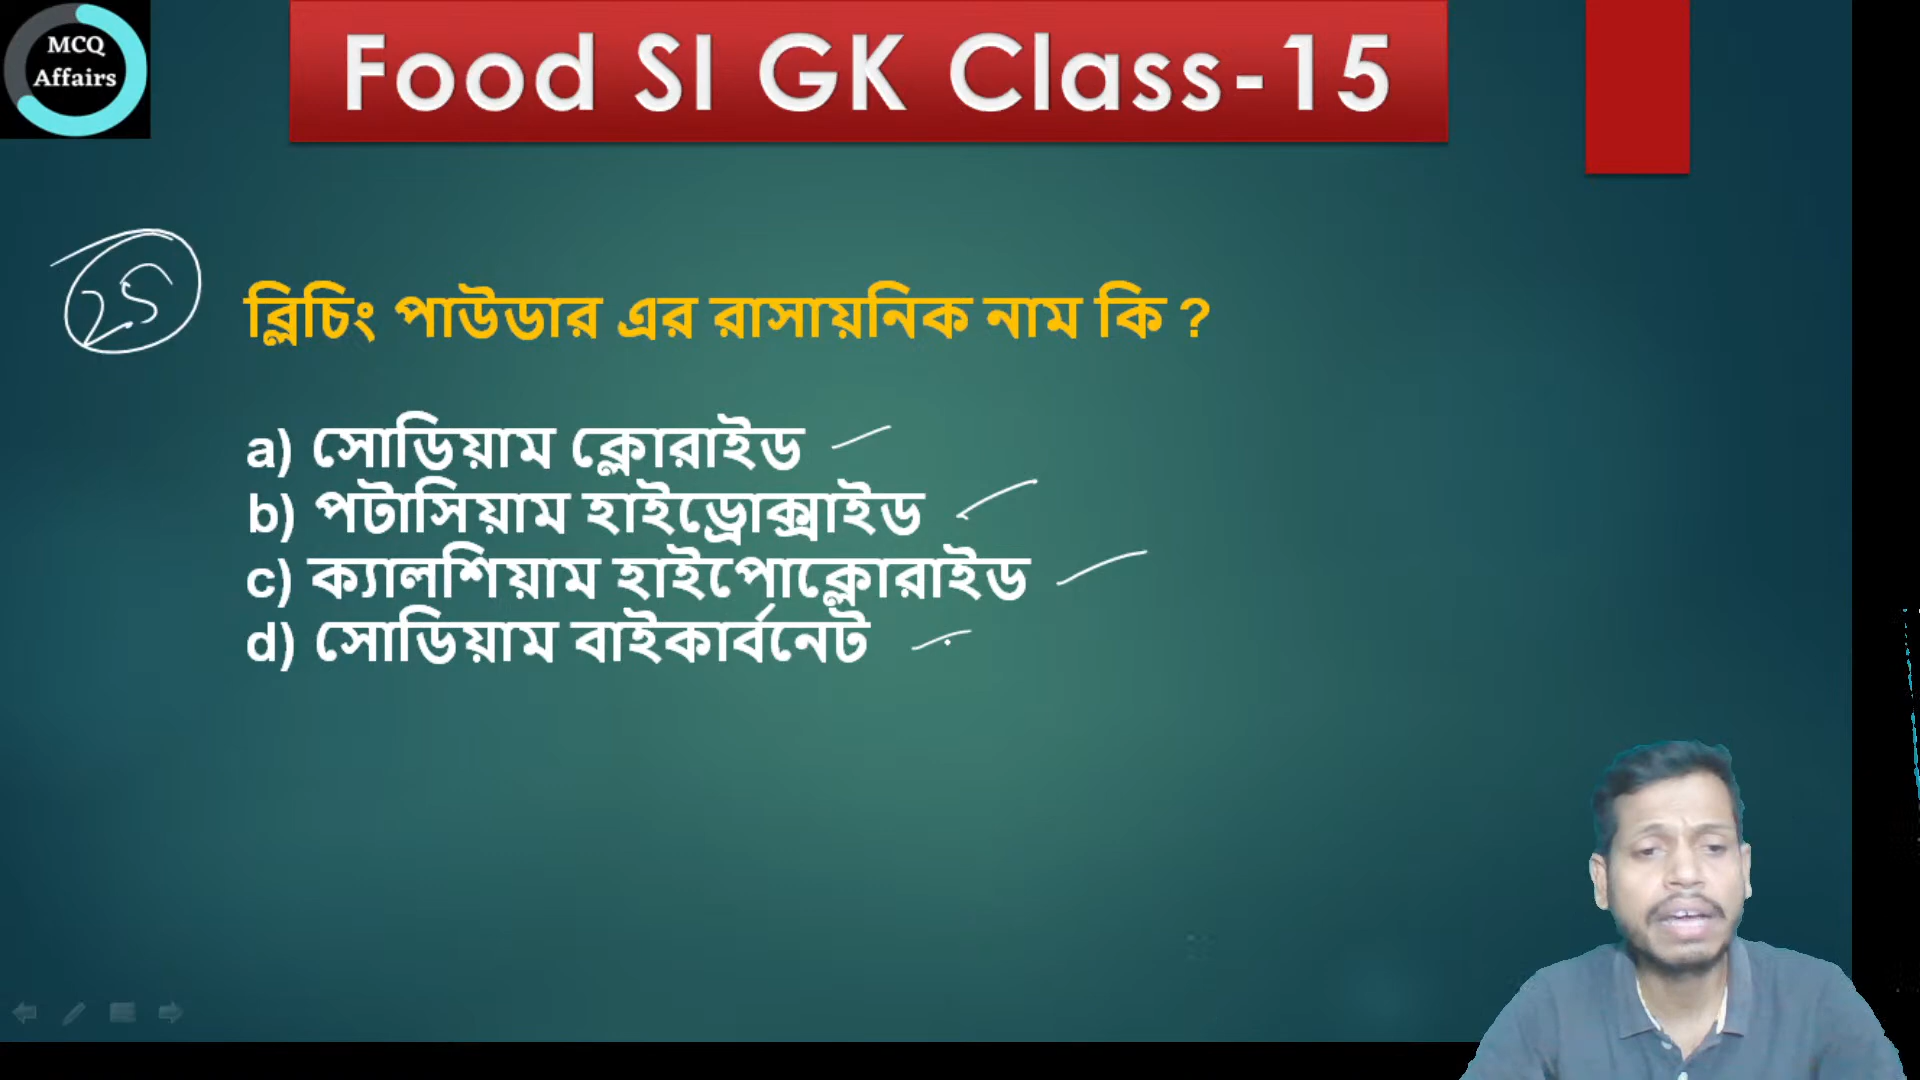 MCQ
Affairs
Food SI GK Class-15
25
ব্লিচিং পাউডার এর রাসায়নিক নাম কি ?
a) সোডিয়াম ক্লোরাইড
b) পটাসিয়াম হাইড্রোক্সাইড
c) ক্যালশিয়াম হাইপোক্লোরাইড
d) সোডিয়াম বাইকার্বনেট